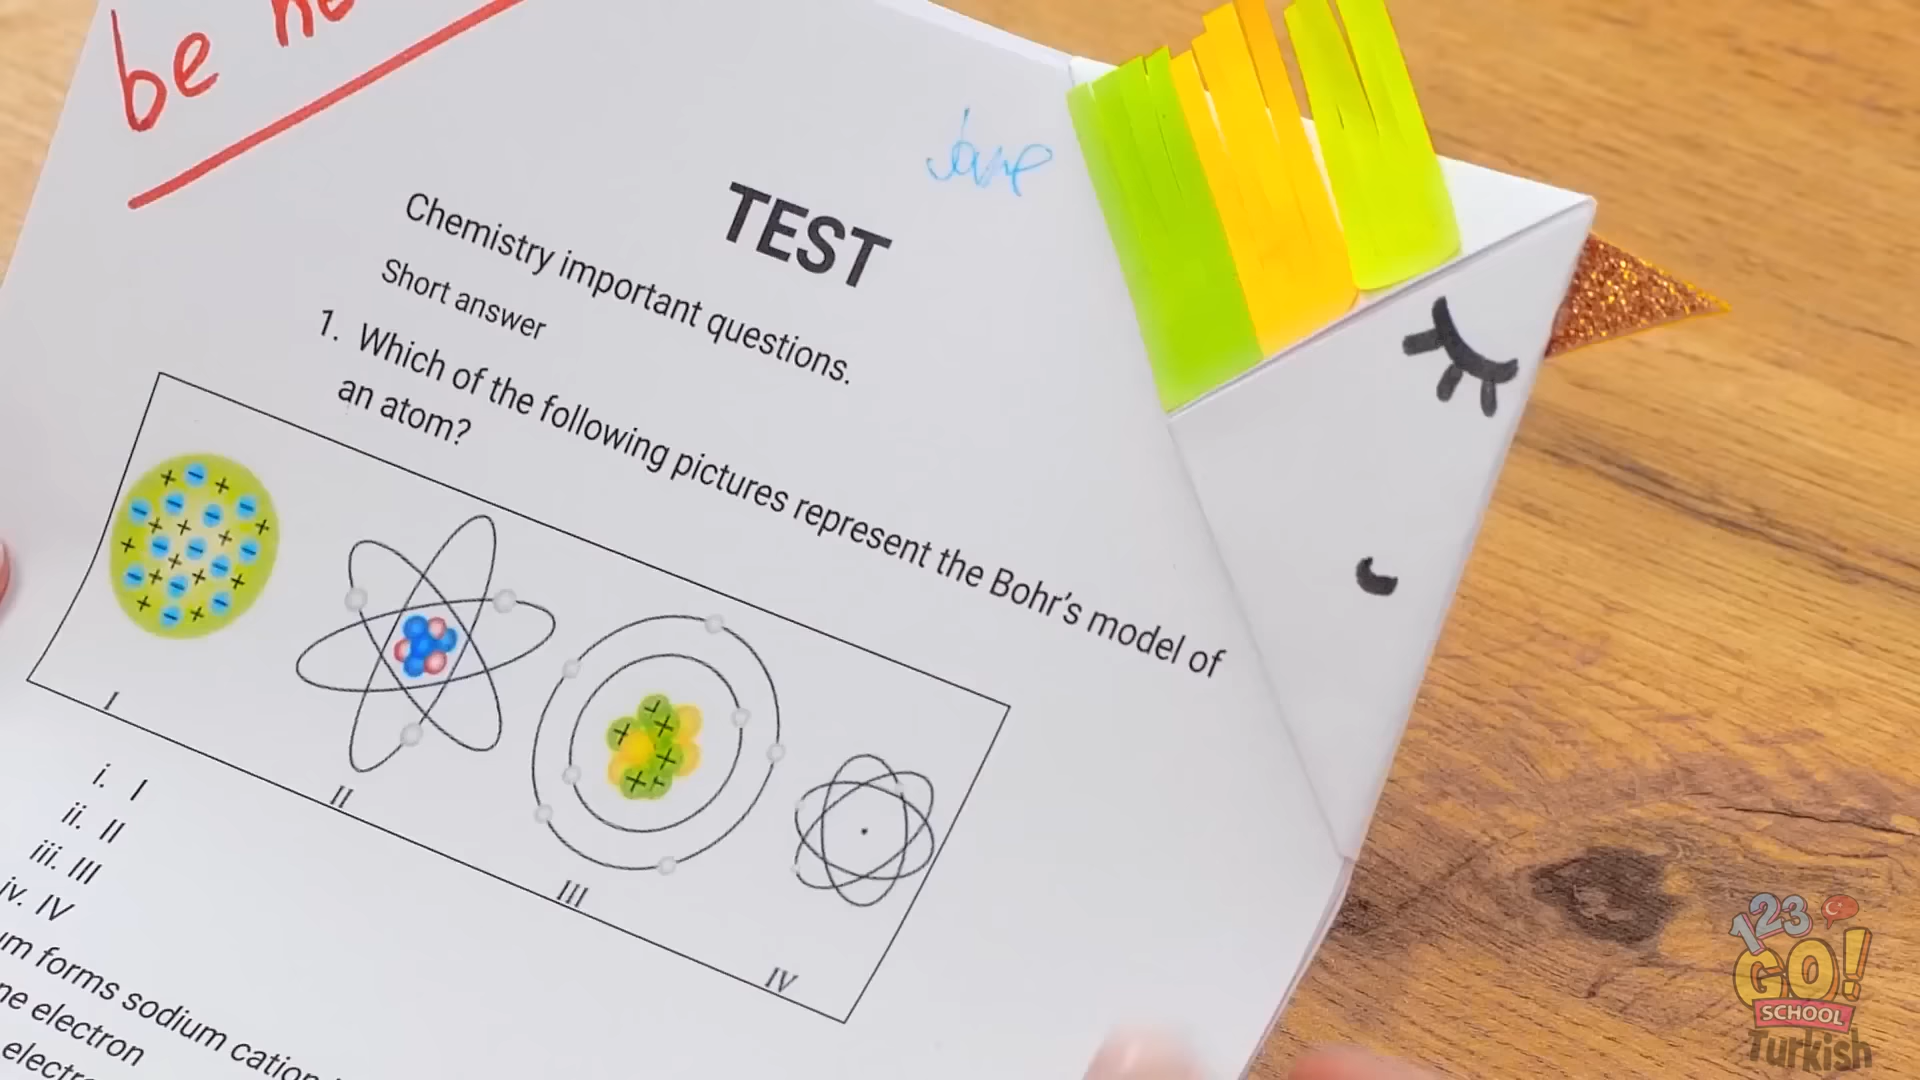 be
Jane
TEST
Chemistry important questions.
Short answer
1. Which of the following pictures represent the Bohr's model of
an atom?
I
II
III
IV
i. I
ii. II
iii. III
iv. IV
forms sodium cation
electron
123
GO!
SCHOOL
Turkish